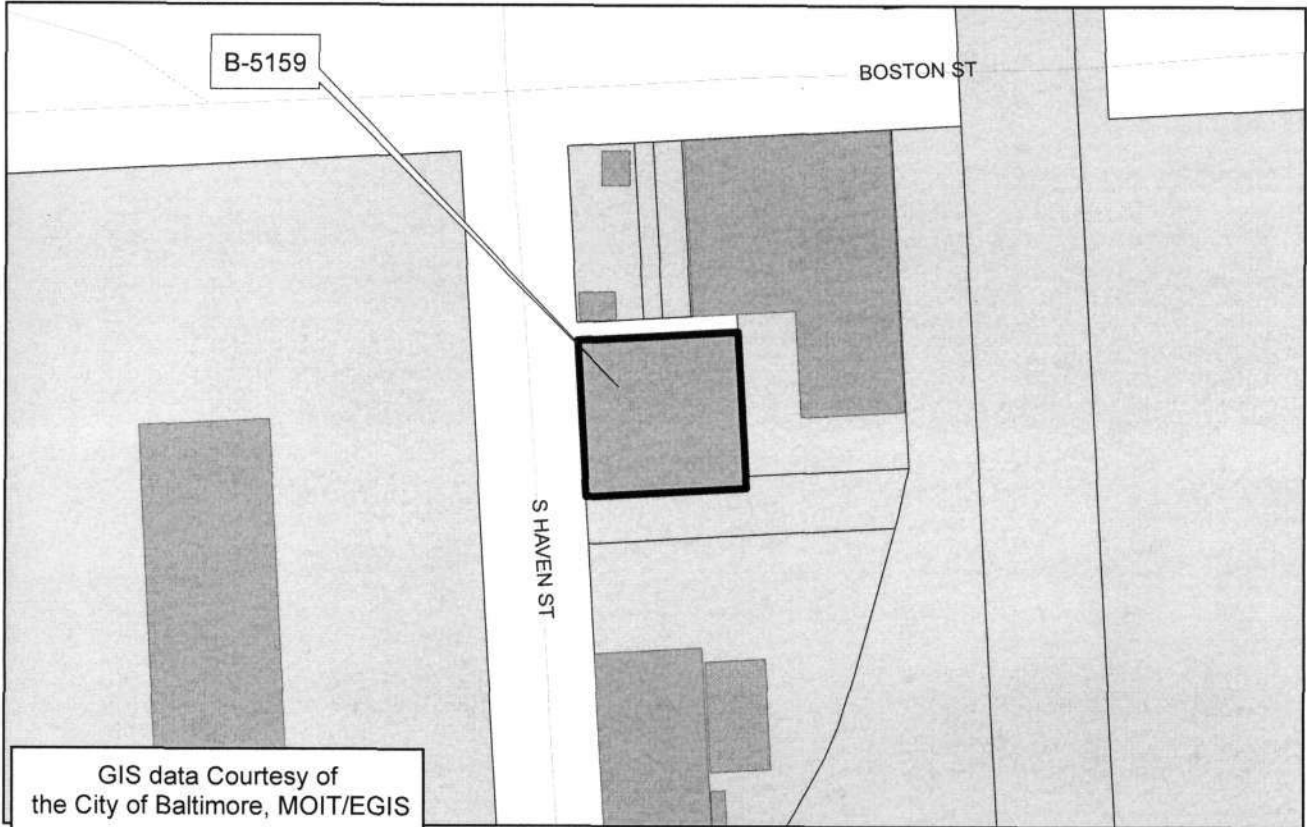 B-5159
BOSTON ST
S HAVEN ST
GIS data Courtesy of
the City of Baltimore, MOIT/EGIS